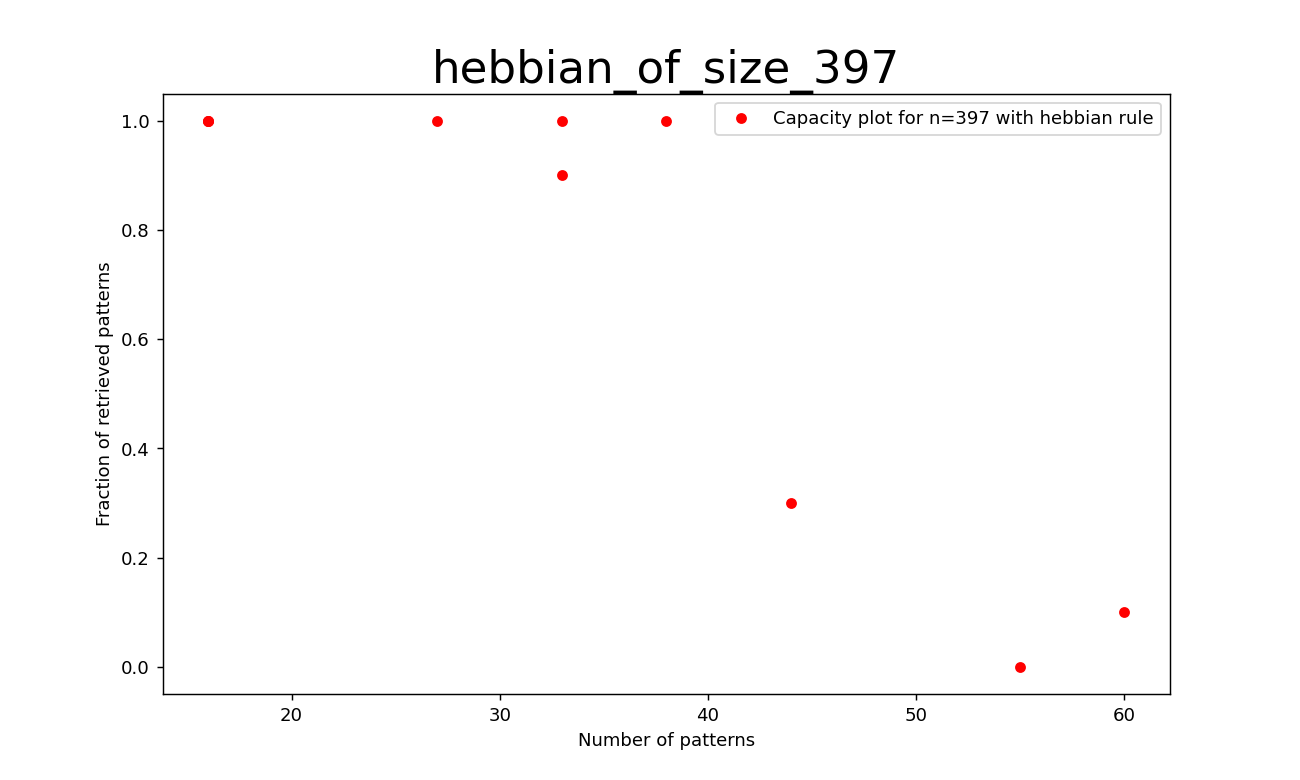 hebbian_of_size_397
Capacity plot for n=397 with hebbian rule
1.0
0.8
0.6
0.4
0.2
0.0
Fraction of retrieved patterns
20 30 40 50 60
Number of patterns